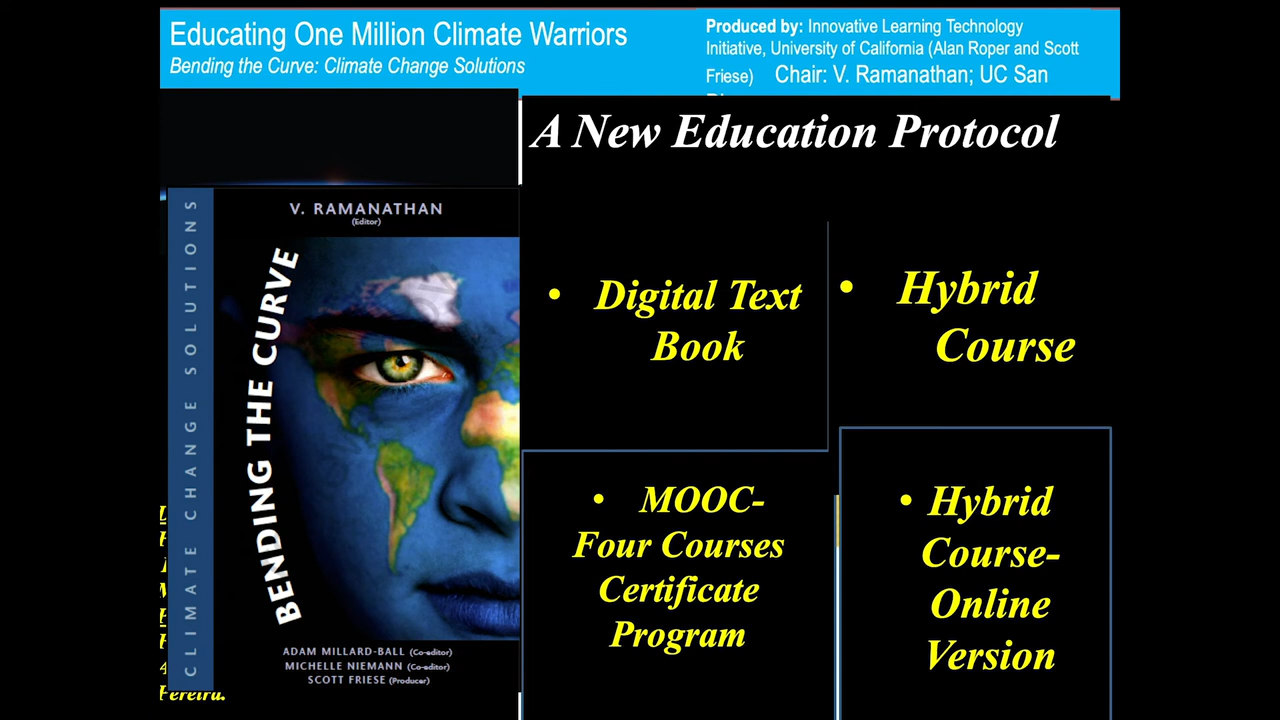 Educating One Million Climate Warriors
Bending the Curve: Climate Change Solutions
Produced by: Innovative Learning Technology
Initiative, University of California (Alan Roper and Scott
Friese) Chair: V. Ramanathan; UC San
A New Education Protocol
CLIMATE CHANGE SOLUTIONS
V. RAMANATHAN
(Editor)
BENDING THE CURVE
ADAM MILLARD-BALL (Co-editor)
MICHELLE NIEMANN (Co-editor)
SCOTT FRIESE (Producer)
Pereira.
• Digital Text
Book
• Hybrid
Course
• MOOC-
Four Courses
Certificate
Program
• Hybrid
Course-
Online
Version